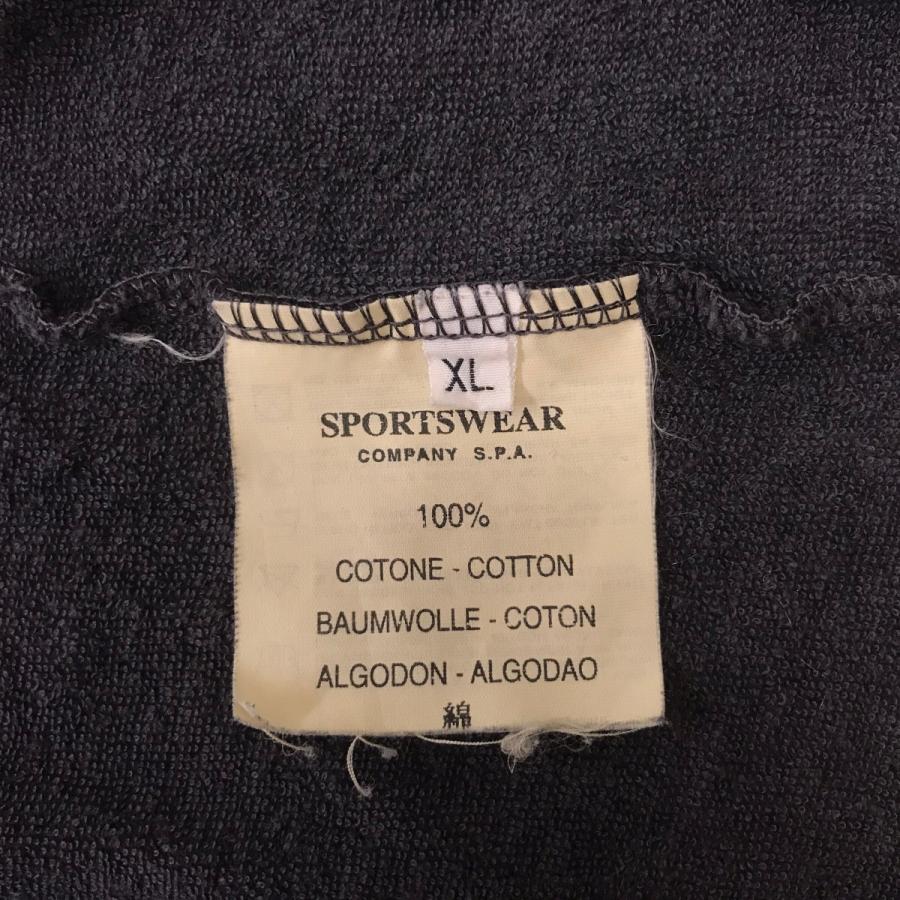 XL
SPORTSWEAR
COMPANY S.P.A.
100%
COTONE - COTTON
BAUMWOLLE - COTON
ALGODON - ALGODAO
綿